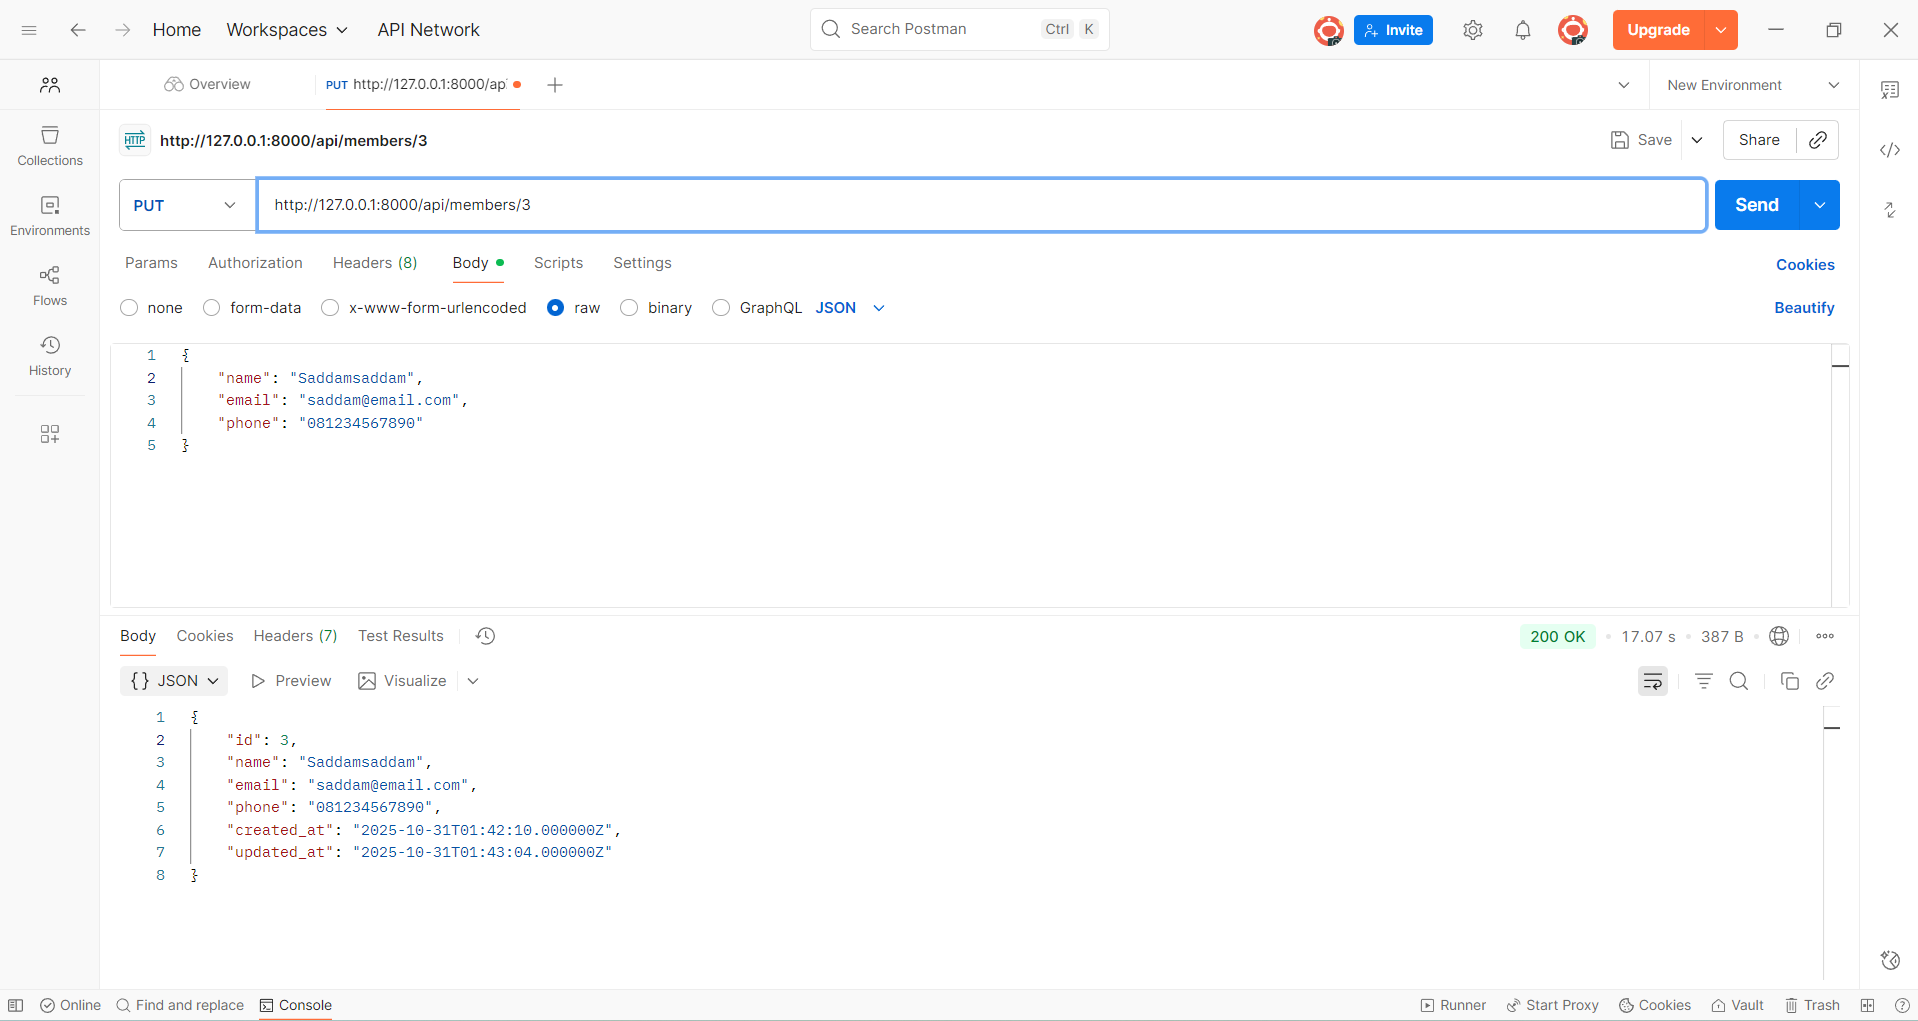 Home Workspaces API Network Search Postman Ctrl K Invite Upgrade
Overview PUT http://127.0.0.1:8000/ap New Environment
HTTP http://127.0.0.1:8000/api/members/3 Save Share
PUT http://127.0.0.1:8000/api/members/3 Send
Collections
Environments
Flows
History
Params Authorization Headers (8) Body Scripts Settings Cookies
none form-data x-www-form-urlencoded raw binary GraphQL JSON Beautify
1 {
2 "name": "Saddamsaddam",
3 "email": "saddam@email.com",
4 "phone": "081234567890"
5 }
Body Cookies Headers (7) Test Results 200 OK • 17.07 s • 387 B
{} JSON Preview Visualize
1 {
2 "id": 3,
3 "name": "Saddamsaddam",
4 "email": "saddam@email.com",
5 "phone": "081234567890",
6 "created_at": "2025-10-31T01:42:10.000000Z",
7 "updated_at": "2025-10-31T01:43:04.000000Z"
8 }
Online Find and replace Console Runner Start Proxy Cookies Vault Trash